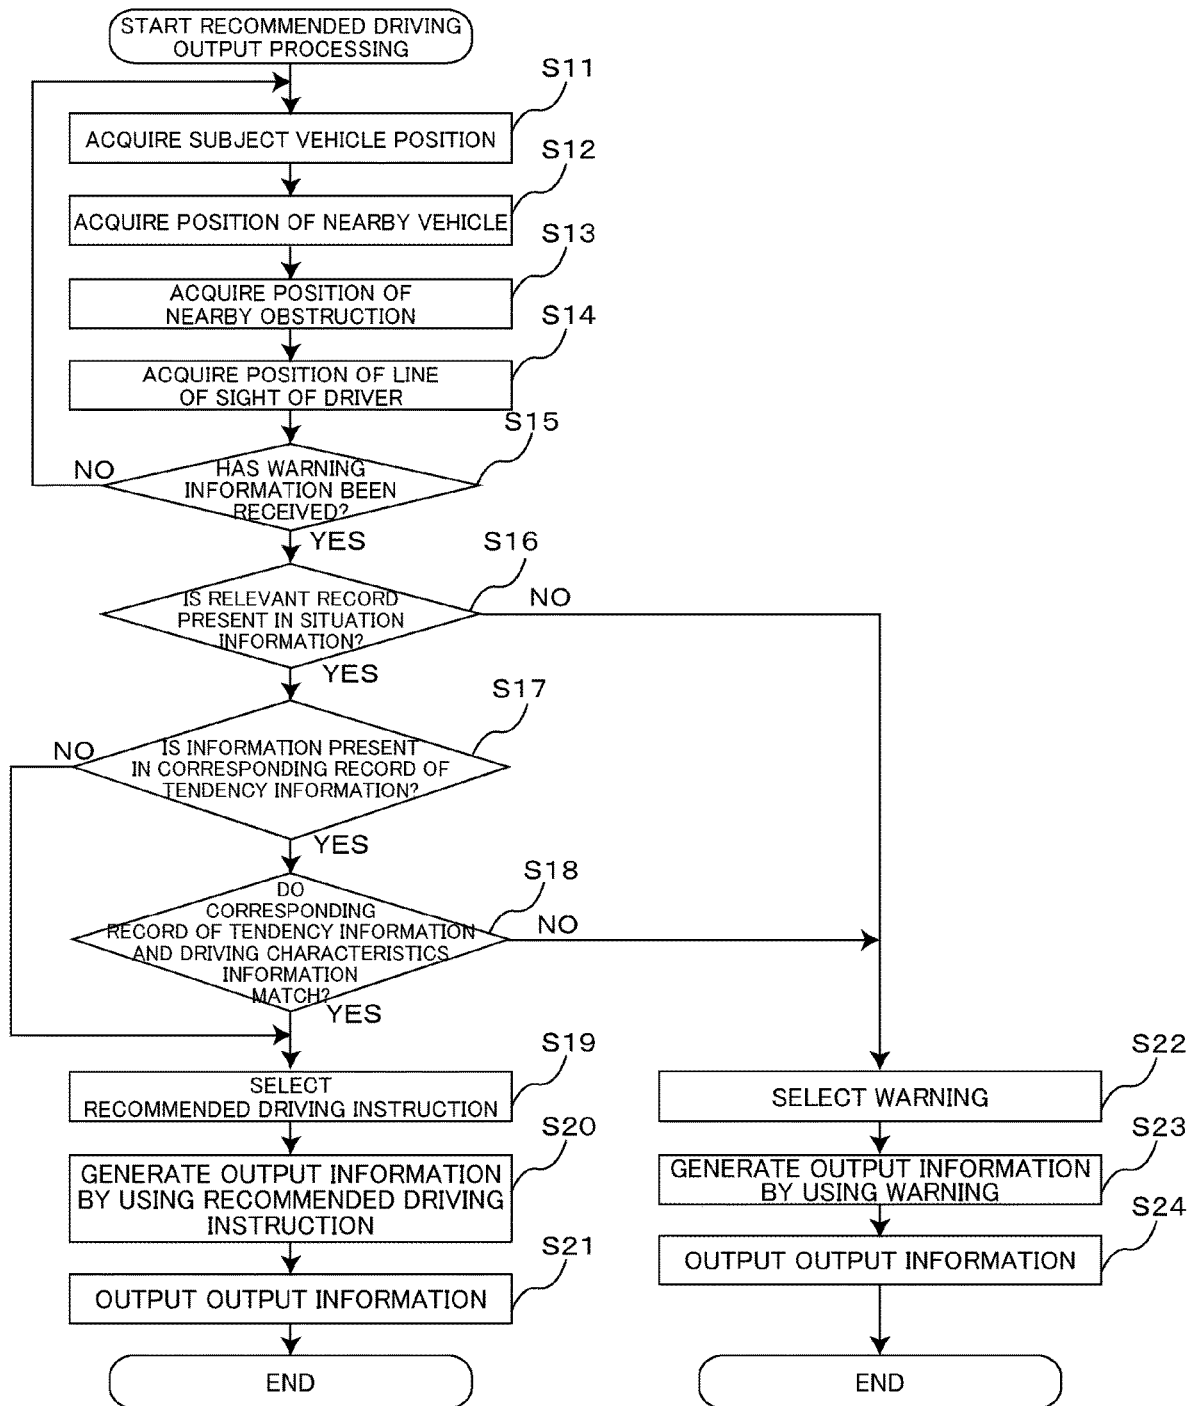 START RECOMMENDED DRIVING
OUTPUT PROCESSING
S11
ACQUIRE SUBJECT VEHICLE POSITION
S12
ACQUIRE POSITION OF NEARBY VEHICLE
S13
ACQUIRE POSITION OF
NEARBY OBSTRUCTION
S14
ACQUIRE POSITION OF LINE
OF SIGHT OF DRIVER
S15
NO
HAS WARNING
INFORMATION BEEN
RECEIVED?
YES
S16
IS RELEVANT RECORD
PRESENT IN SITUATION
INFORMATION?
NO
YES
S17
NO
IS INFORMATION PRESENT
IN CORRESPONDING RECORD OF
TENDENCY INFORMATION?
YES
S18
DO
CORRESPONDING
RECORD OF TENDENCY INFORMATION
AND DRIVING CHARACTERISTICS
INFORMATION
MATCH?
NO
YES
S19
SELECT
RECOMMENDED DRIVING INSTRUCTION
S20
GENERATE OUTPUT INFORMATION
BY USING RECOMMENDED DRIVING
INSTRUCTION
S21
OUTPUT OUTPUT INFORMATION
END
S22
SELECT WARNING
S23
GENERATE OUTPUT INFORMATION
BY USING WARNING
S24
OUTPUT OUTPUT INFORMATION
END